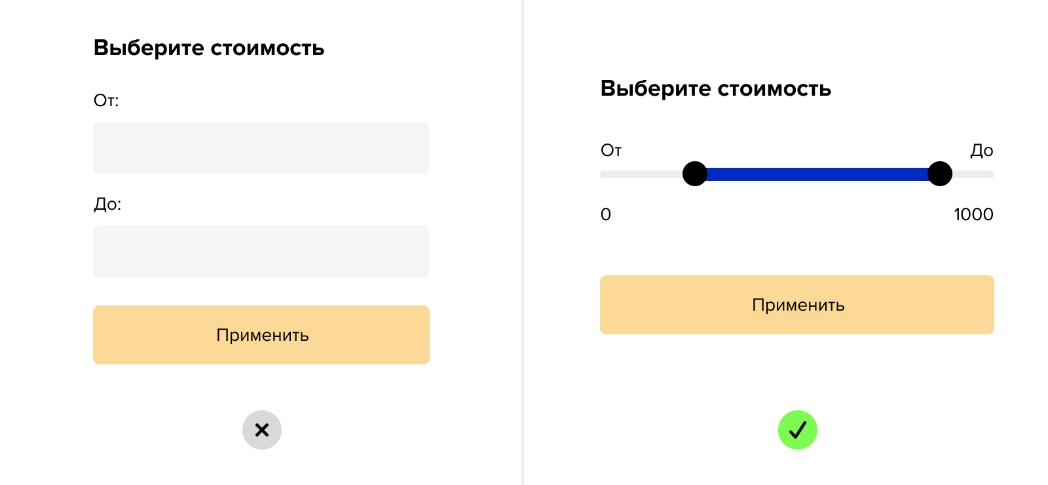 Выберите стоимость
От:
До:
Применить
Выберите стоимость
От До
0 1000
Применить